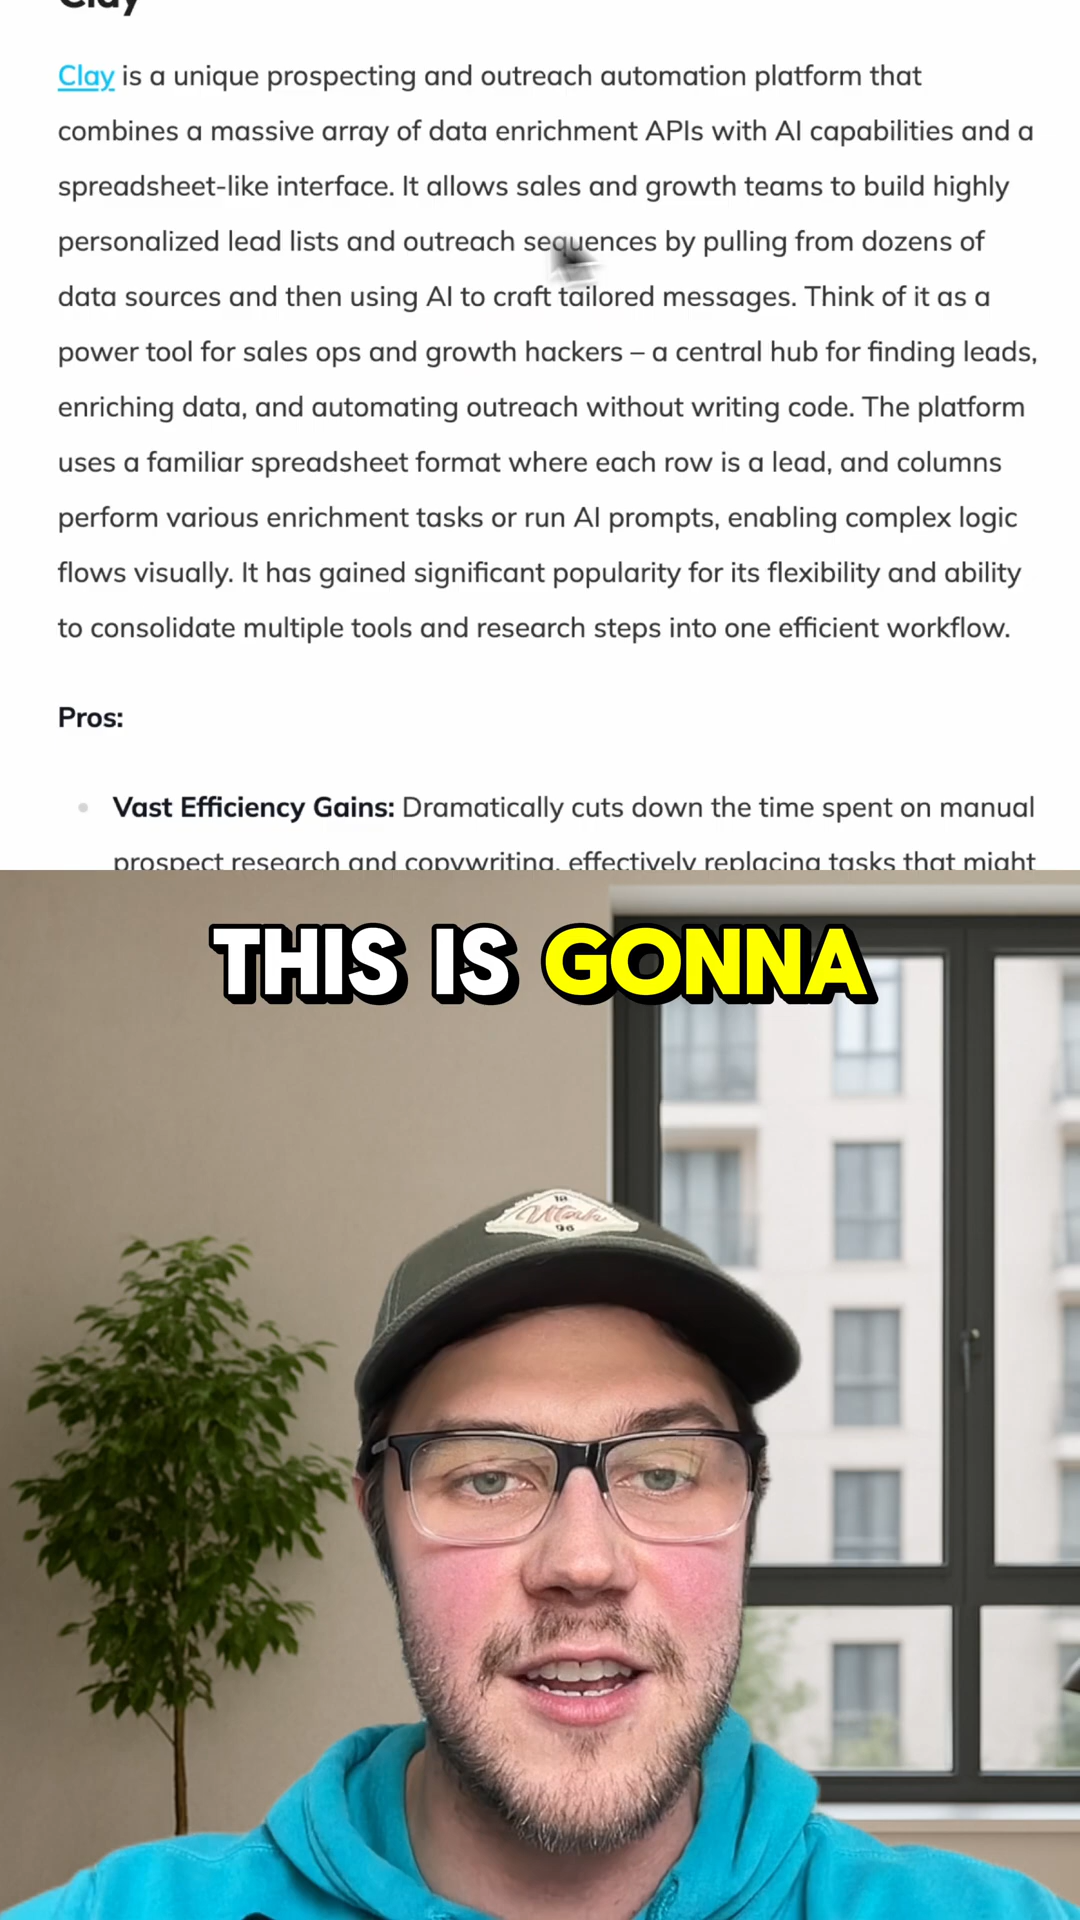 Clay
Clay is a unique prospecting and outreach automation platform that
combines a massive array of data enrichment APIs with AI capabilities and a
spreadsheet-like interface. It allows sales and growth teams to build highly
personalized lead lists and outreach sequences by pulling from dozens of
data sources and then using AI to craft tailored messages. Think of it as a
power tool for sales ops and growth hackers – a central hub for finding leads,
enriching data, and automating outreach without writing code. The platform
uses a familiar spreadsheet format where each row is a lead, and columns
perform various enrichment tasks or run AI prompts, enabling complex logic
flows visually. It has gained significant popularity for its flexibility and ability
to consolidate multiple tools and research steps into one efficient workflow.
Pros:
Vast Efficiency Gains: Dramatically cuts down the time spent on manual
prospect research and copywriting, effectively replacing tasks that might
THIS IS GONNA
18
Utah
96